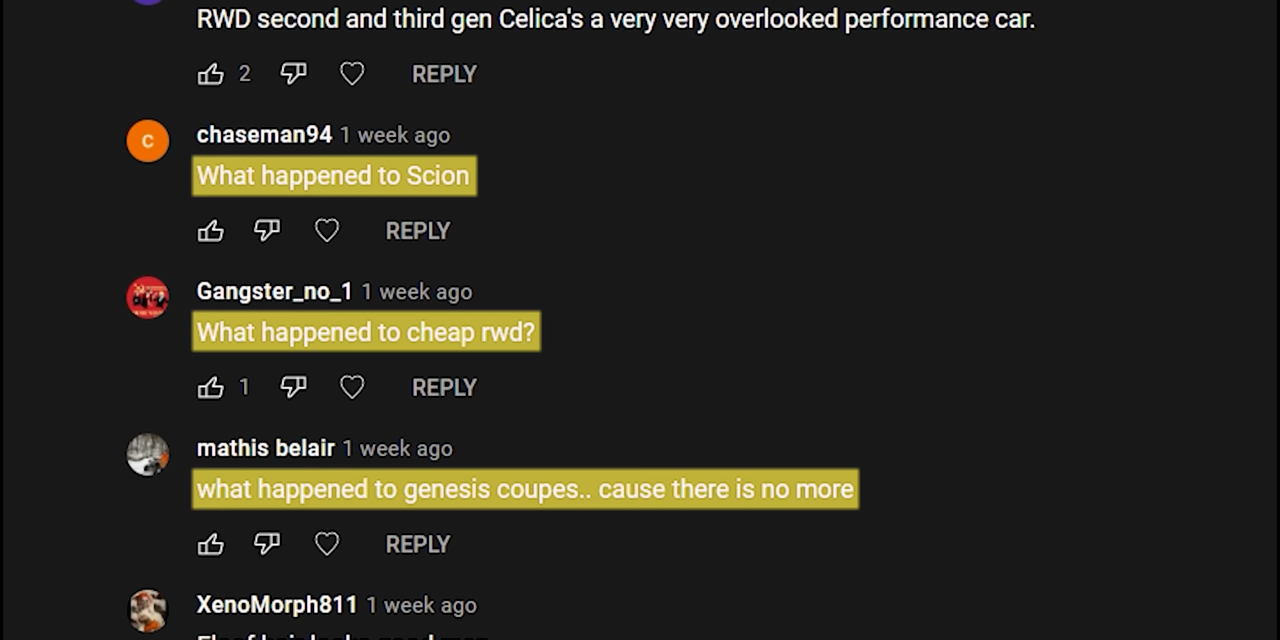 RWD second and third gen Celica's a very very overlooked performance car.
2 REPLY
C
chaseman94 1 week ago
What happened to Scion
REPLY
Gangster_no_1 1 week ago
What happened to cheap rwd?
1 REPLY
mathis belair 1 week ago
what happened to genesis coupes.. cause there is no more
REPLY
XenoMorph811 1 week ago